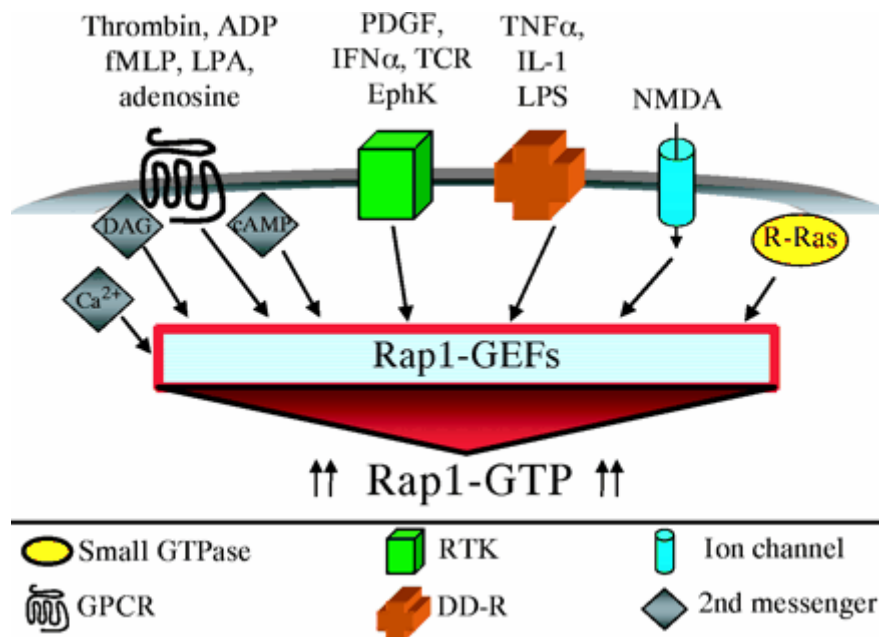 Thrombin, ADP
fMLP, LPA,
adenosine
PDGF,
IFNα, TCR
EphK
TNFα,
IL-1
LPS
NMDA
DAG
cAMP
R-Ras
Ca²⁺
Rap1-GEFs
Rap1-GTP
Small GTPase
RTK
Ion channel
GPCR
DD-R
2nd messenger